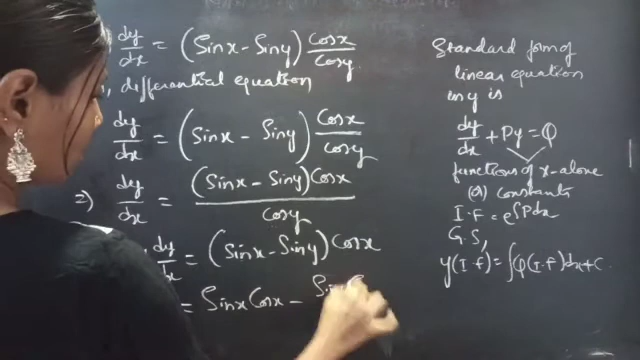 dy/dx = (Sinx - Siny) Cosx/Cosy
, differential equation
dy/dx = (Sinx - Siny) Cosx/Cosy
⇒ dy/dx = (Sinx - Siny)Cosx/Cosy
dy/dx = (Sinx - Siny) Cosx
= Sinx Cosx - Sin
Standard form of
linear equation
in y is
dy/dx + Py = Q
functions of x-alone
(or) constants
I.F = e^∫Pdx
G.S,
y(I.f) = ∫Q(I.F)dx+C.